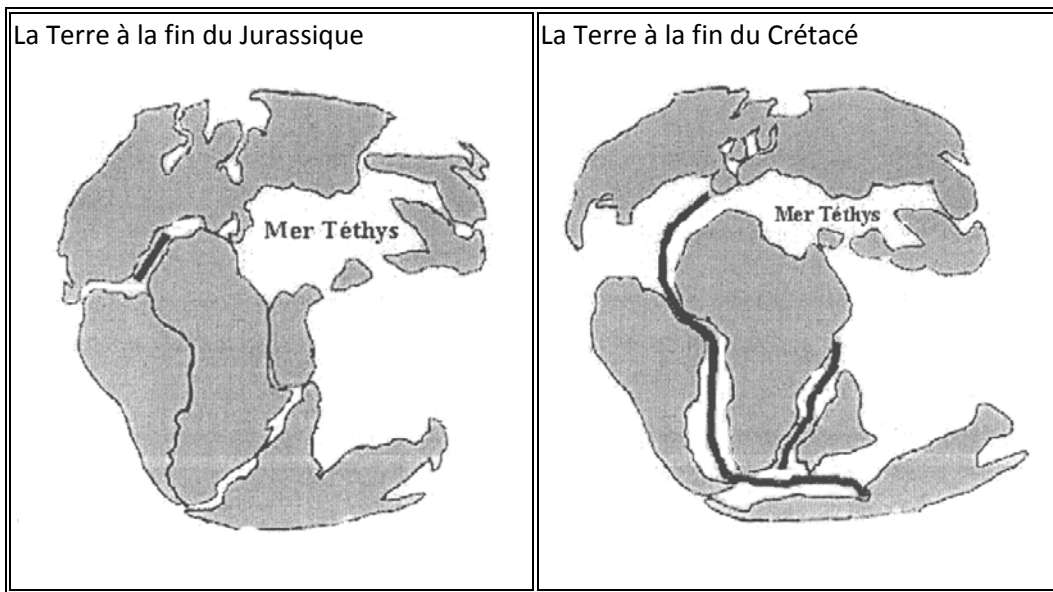 La Terre à la fin du Jurassique
La Terre à la fin du Crétacé
Mer Téthys
Mer Téthys